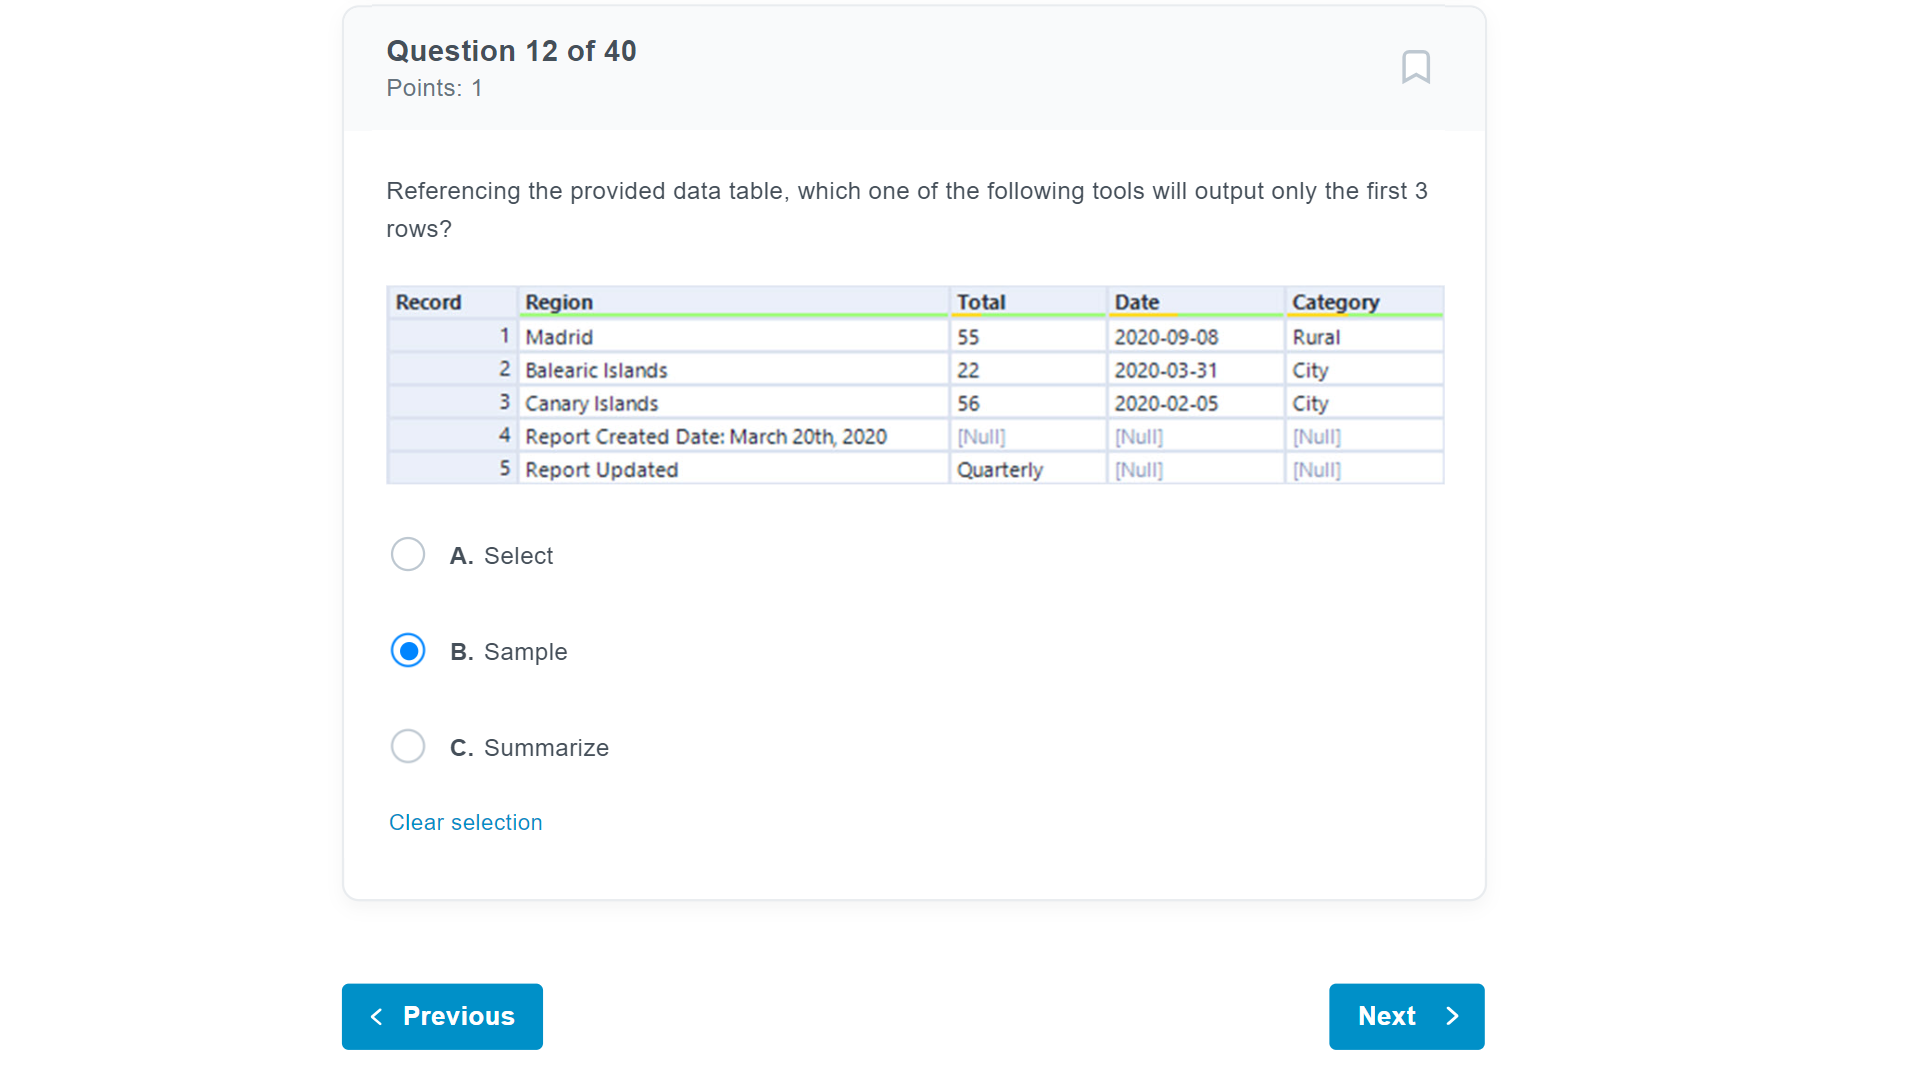 Question 12 of 40
Points: 1
Referencing the provided data table, which one of the following tools will output only the first 3
rows?
Record Region Total Date Category
1 Madrid 55 2020-09-08 Rural
2 Balearic Islands 22 2020-03-31 City
3 Canary Islands 56 2020-02-05 City
4 Report Created Date: March 20th, 2020 [Null] [Null] [Null]
5 Report Updated Quarterly [Null] [Null]
A. Select
B. Sample
C. Summarize
Clear selection
Previous Next